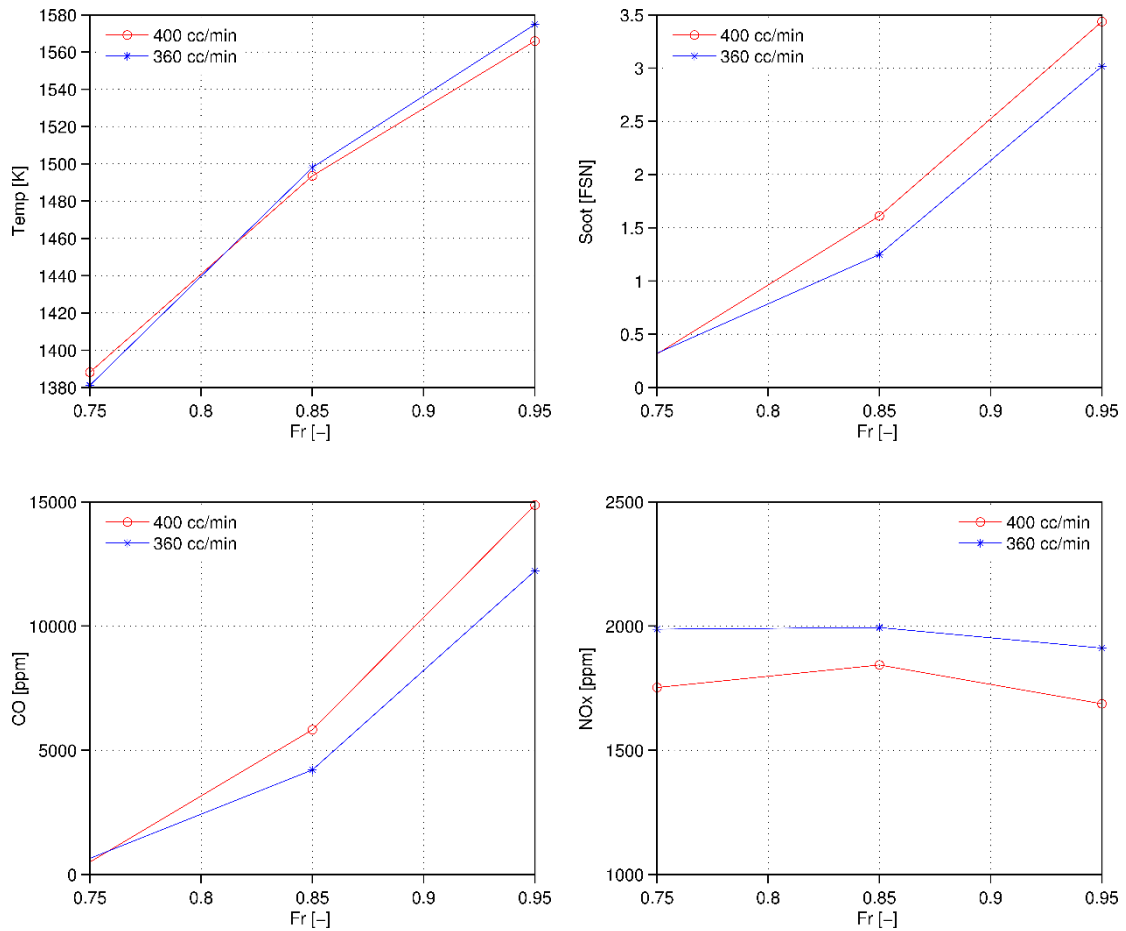 1580
1560
1540
1520
1500
1480
1460
1440
1420
1400
1380
Temp [K]
400 cc/min
360 cc/min
0.75 0.8 0.85 0.9 0.95
Fr [−]
3.5
3
2.5
2
1.5
1
0.5
0
Soot [FSN]
400 cc/min
360 cc/min
0.75 0.8 0.85 0.9 0.95
Fr [−]
15000
10000
5000
0
CO [ppm]
400 cc/min
360 cc/min
0.75 0.8 0.85 0.9 0.95
Fr [−]
2500
2000
1500
1000
NOx [ppm]
400 cc/min
360 cc/min
0.75 0.8 0.85 0.9 0.95
Fr [−]